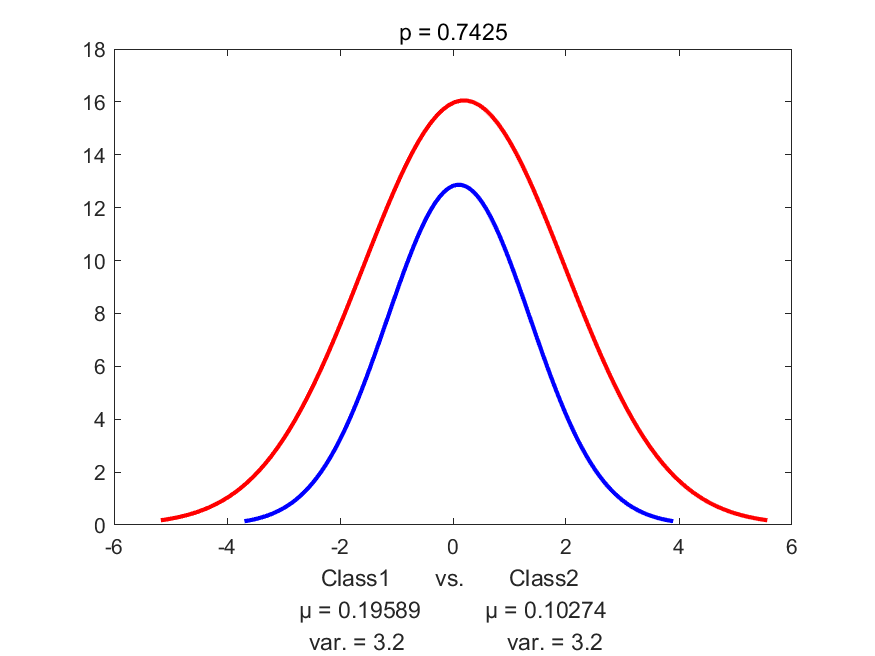 p = 0.7425
18
16
14
12
10
8
6
4
2
0
-6 -4 -2 0 2 4 6
Class1 vs. Class2
μ = 0.19589 μ = 0.10274
var. = 3.2 var. = 3.2